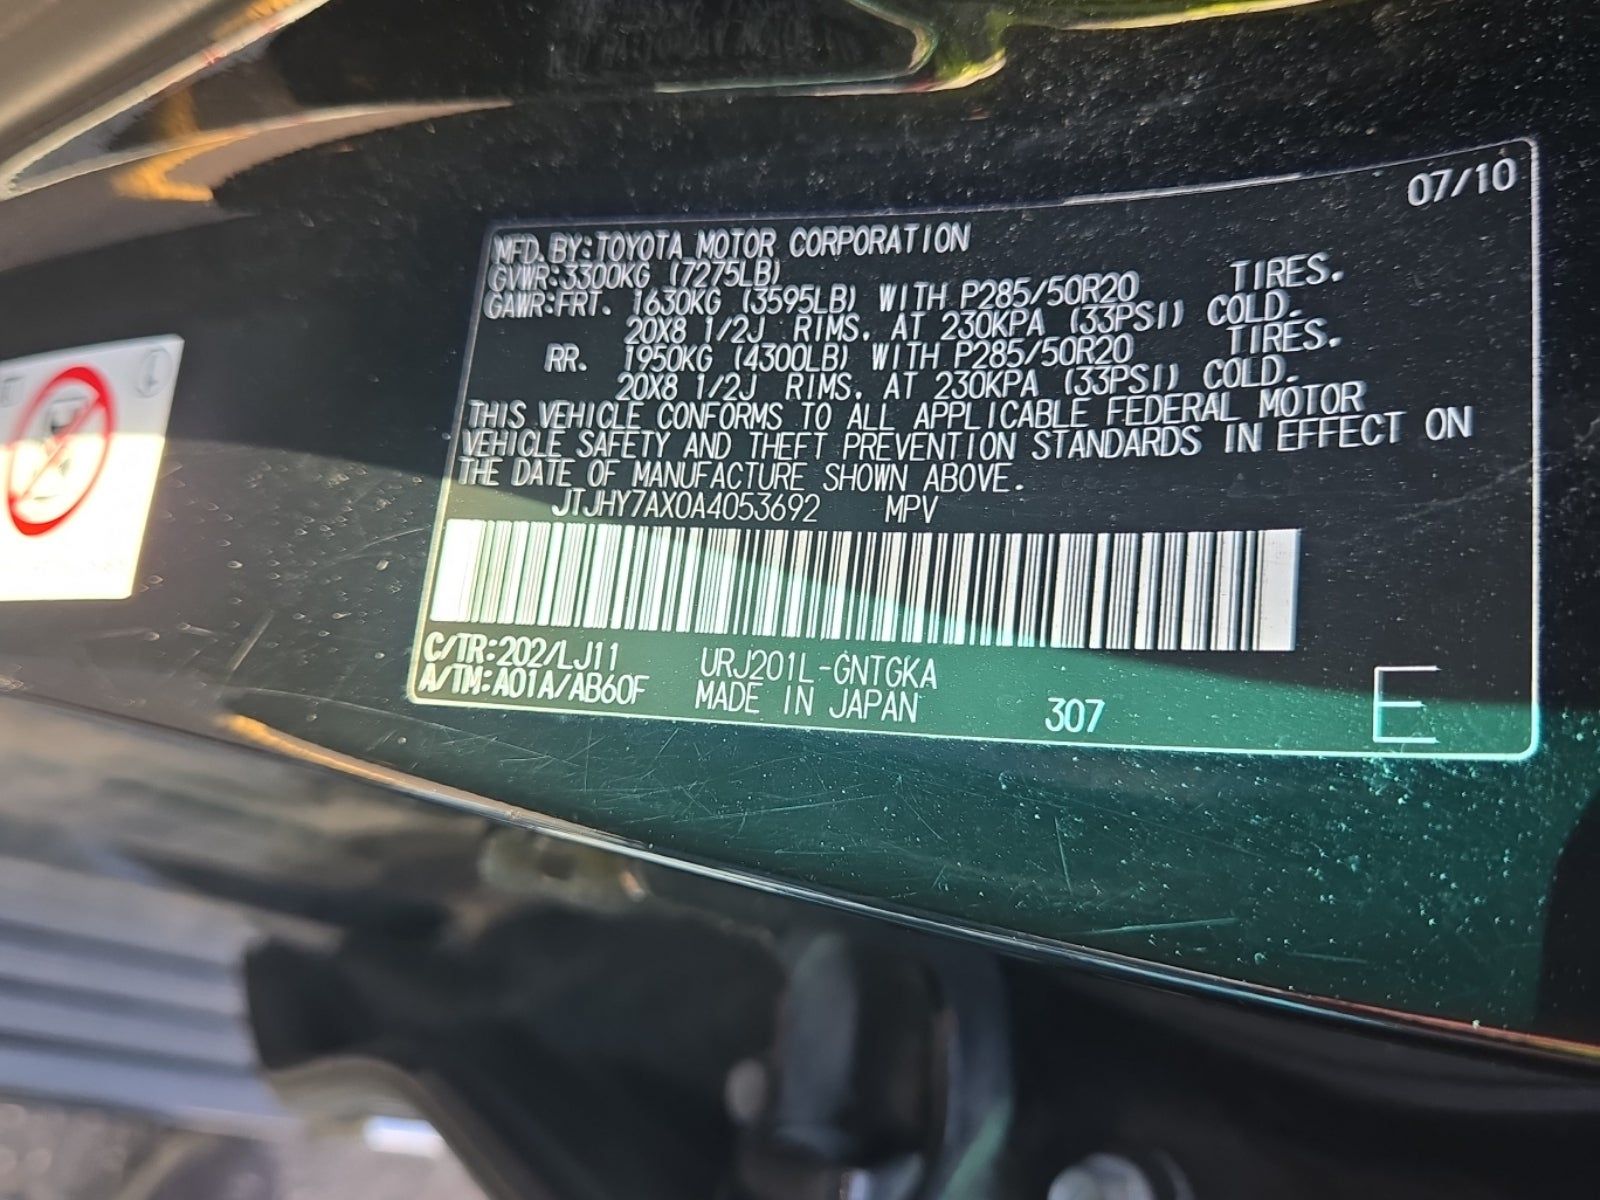 07/10
MFD. BY: TOYOTA MOTOR CORPORATION
GVWR: 3300KG (7275LB)
GAWR: FRT. 1630KG (3595LB) WITH P285/50R20 TIRES.
20X8 1/2J RIMS. AT 230KPA (33PSI) COLD.
RR. 1950KG (4300LB) WITH P285/50R20 TIRES.
20X8 1/2J RIMS. AT 230KPA (33PSI) COLD.
THIS VEHICLE CONFORMS TO ALL APPLICABLE FEDERAL MOTOR
VEHICLE SAFETY AND THEFT PREVENTION STANDARDS IN EFFECT ON
THE DATE OF MANUFACTURE SHOWN ABOVE.
JTJHY7AX0A4053692 MPV
C/TR: 202/LJ11 URJ201L-GNTGKA
A/TM: A01A/AB60F MADE IN JAPAN 307 E